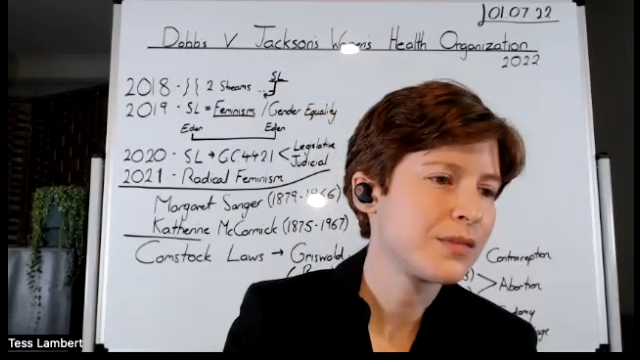 01.07.22
Dobbs V Jackson's Women's Health Organization
2022
2018 · }{ 2 Streams
SL
2019 · SL = Feminism / Gender Equality
Eden Eden
2020 · SL → GC4421 < Legislative
Judicial
2021 · Radical Feminism
Margaret Sanger (1879-1966)
Katherine McCormick (1875-1967)
Comstock Laws → Griswold
Contraception
Abortion
Tess Lambert